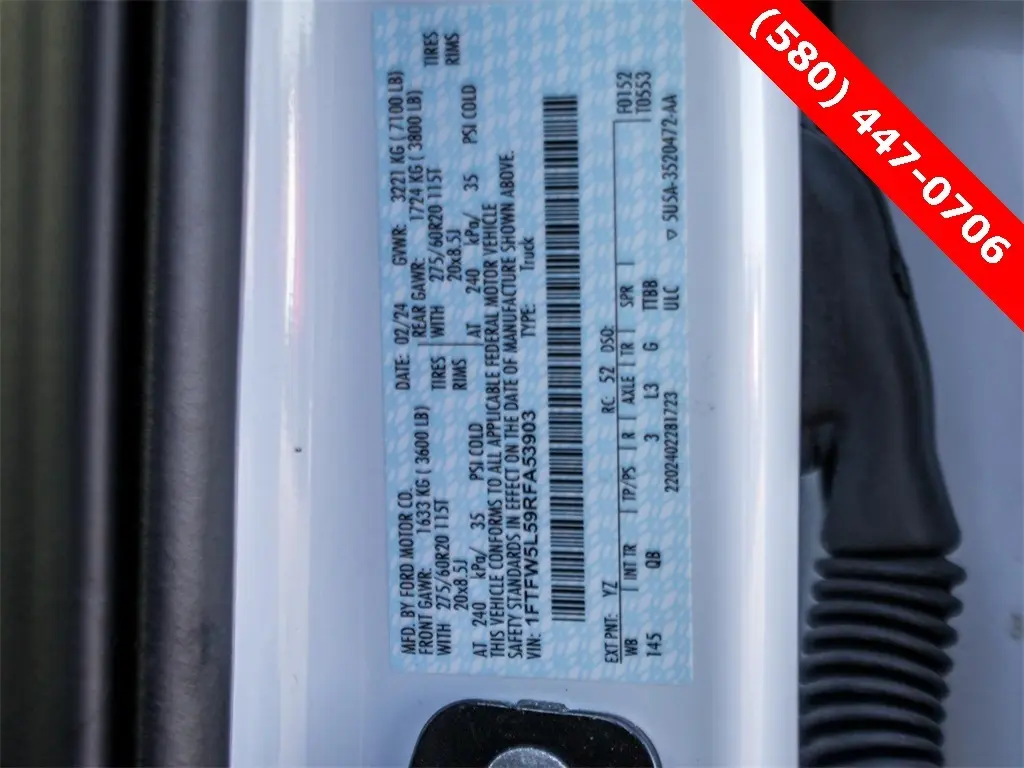 (580) 447-0706
MFD. BY FORD MOTOR CO.
DATE: 02/24 GVWR: 3221 KG ( 7100 LB)
FRONT GAWR: 1633 KG ( 3600 LB)
REAR GAWR: 1724 KG ( 3800 LB)
WITH 275/60R20 115T TIRES
WITH 275/60R20 115T TIRES
20x8.5J RIMS
20x8.5J RIMS
AT 240 kPa/ 35 PSI COLD
AT 240 kPa/ 35 PSI COLD
THIS VEHICLE CONFORMS TO ALL APPLICABLE FEDERAL MOTOR VEHICLE
SAFETY STANDARDS IN EFFECT ON THE DATE OF MANUFACTURE SHOWN ABOVE.
VIN: 1FTFW5L59RFA53903 TYPE: Truck
EXT PNT: YZ RC: 52 DSO: F0152
WB INT TR TP/PS R AXLE TR SPR T0553
145 QB 3 L3 G TTBB
2202402281723 ULC ▽ 5U5A-3520472-AA